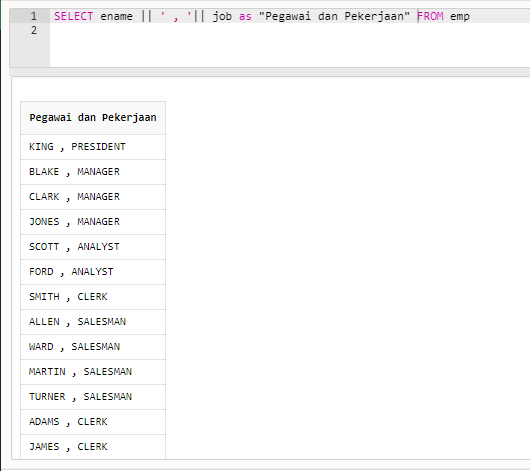 1 SELECT ename || ' , '|| job as "Pegawai dan Pekerjaan" FROM emp
2
Pegawai dan Pekerjaan
KING , PRESIDENT
BLAKE , MANAGER
CLARK , MANAGER
JONES , MANAGER
SCOTT , ANALYST
FORD , ANALYST
SMITH , CLERK
ALLEN , SALESMAN
WARD , SALESMAN
MARTIN , SALESMAN
TURNER , SALESMAN
ADAMS , CLERK
JAMES , CLERK